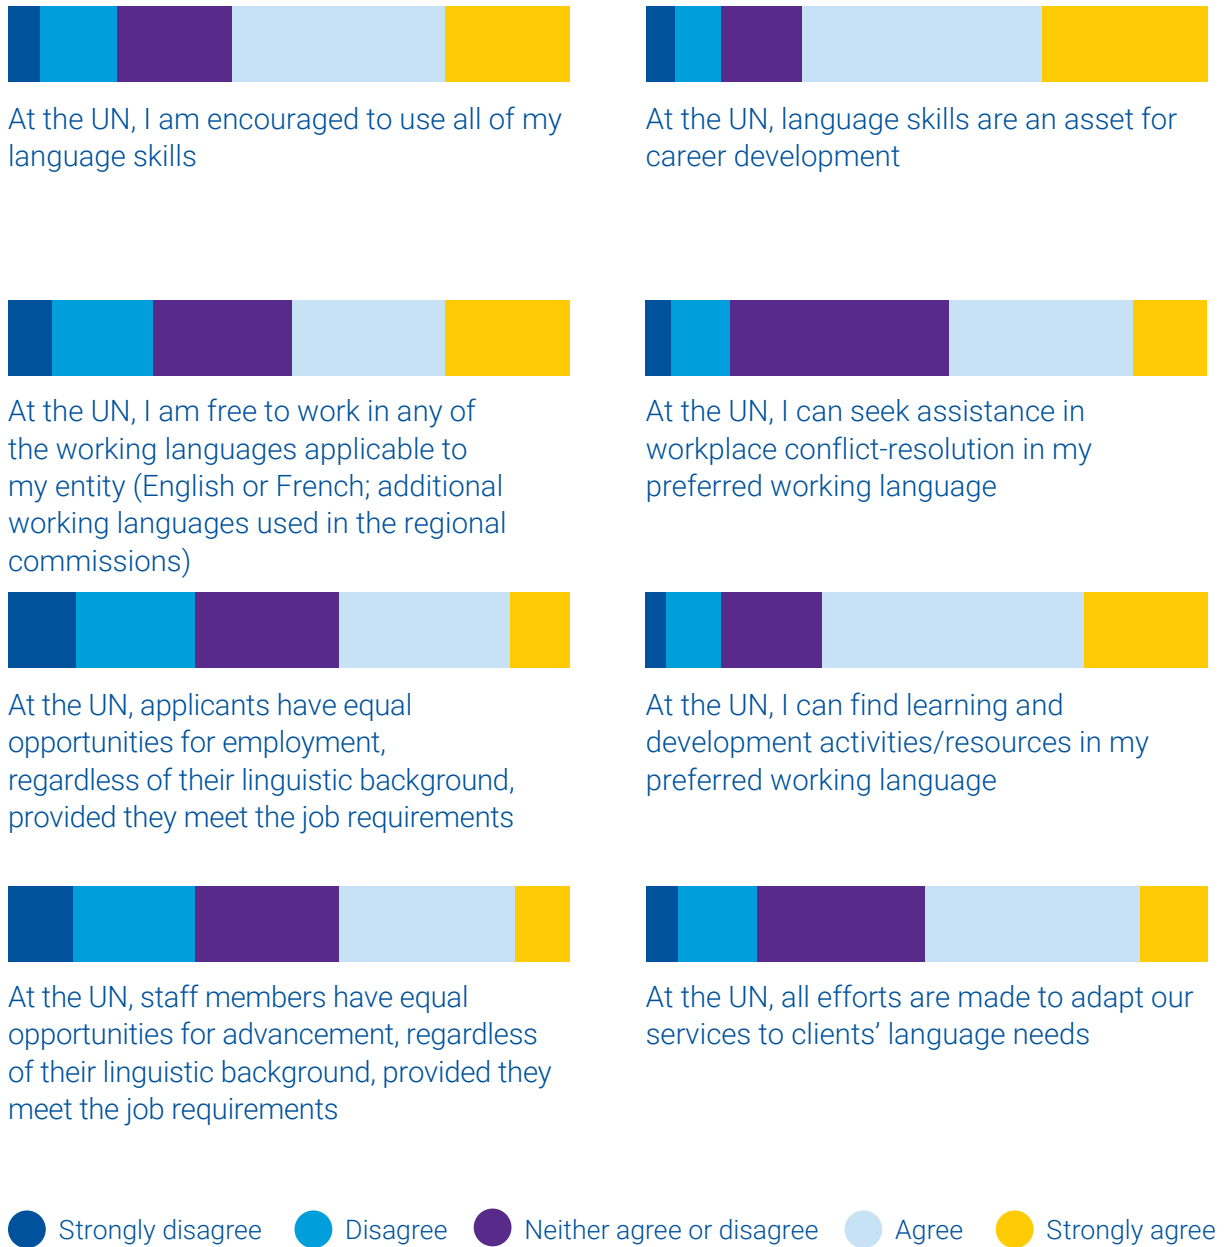 At the UN, I am encouraged to use all of my
language skills
At the UN, language skills are an asset for
career development
At the UN, I am free to work in any of
the working languages applicable to
my entity (English or French; additional
working languages used in the regional
commissions)
At the UN, I can seek assistance in
workplace conflict-resolution in my
preferred working language
At the UN, applicants have equal
opportunities for employment,
regardless of their linguistic background,
provided they meet the job requirements
At the UN, I can find learning and
development activities/resources in my
preferred working language
At the UN, staff members have equal
opportunities for advancement, regardless
of their linguistic background, provided they
meet the job requirements
At the UN, all efforts are made to adapt our
services to clients’ language needs
Strongly disagree
Disagree
Neither agree or disagree
Agree
Strongly agree